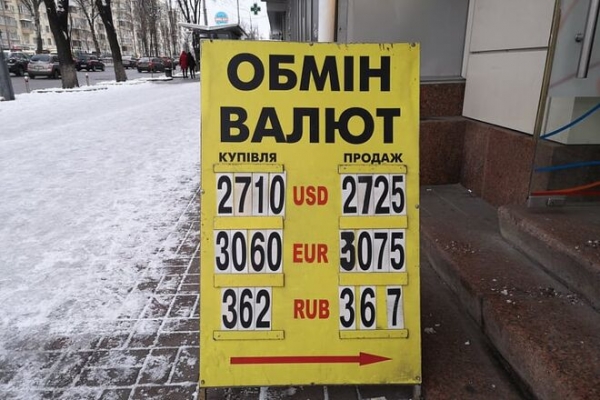 ОБМІН
ВАЛЮТ
КУПІВЛЯ ПРОДАЖ
2710 USD 2725
3060 EUR 3075
362 RUB 367